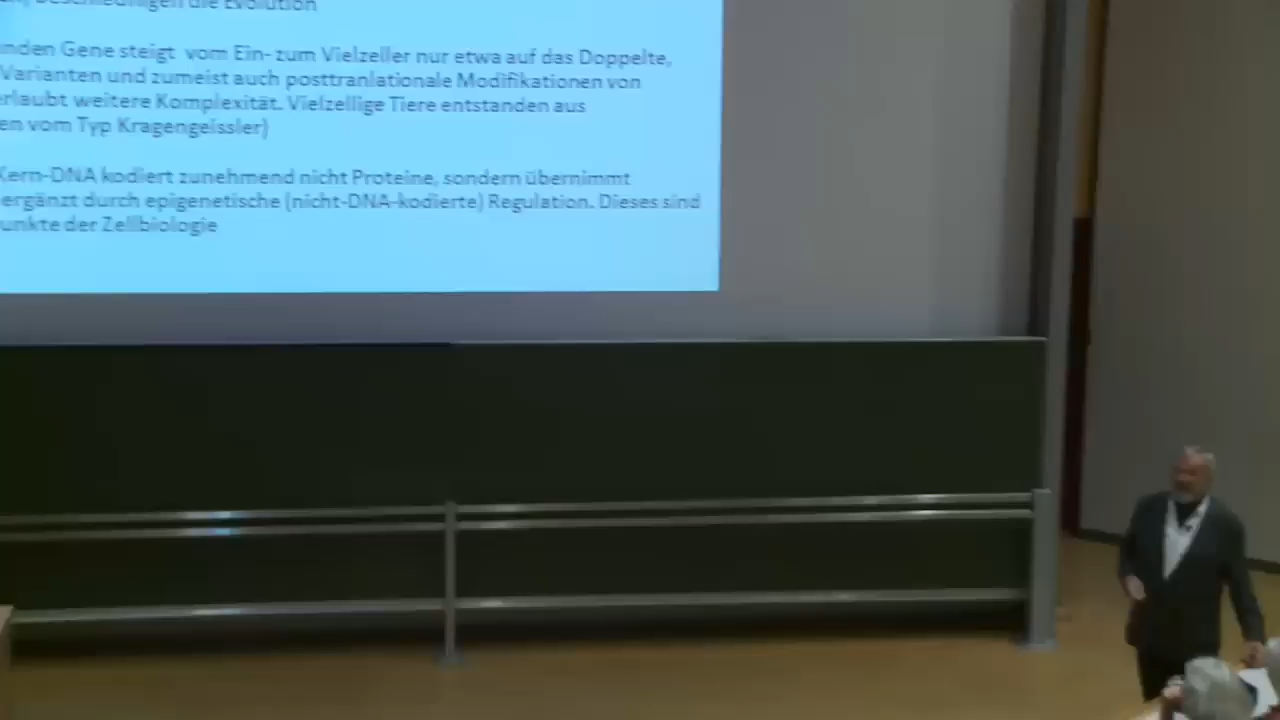 beschleunigen die Evolution
nden Gene steigt vom Ein- zum Vielzeller nur etwa auf das Doppelte,
Varianten und zumeist auch posttranlationale Modifikationen von
erlaubt weitere Komplexität. Vielzellige Tiere entstanden aus
en vom Typ Kragengeissler)
Kern-DNA kodiert zunehmend nicht Proteine, sondern übernimmt
ergänzt durch epigenetische (nicht-DNA-kodierte) Regulation. Dieses sind
unkte der Zellbiologie